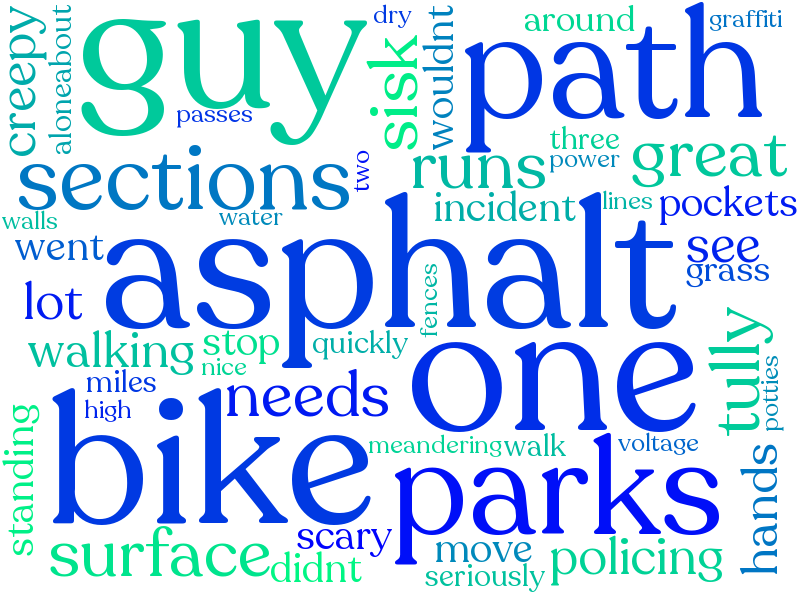 creepy
aloneabout
guy
passes
dry
sisk
wouldnt
path
around
graffiti
three
power
great
sections
two
runs
walls
water
incident
lines
pockets
went
asphalt
see
grass
lot
fences
walking
stop
quickly
nice
one
tully
potties
miles
high
needs
bike
meandering
walk
voltage
standing
parks
hands
surface
didnt
scary
move
seriously
policing